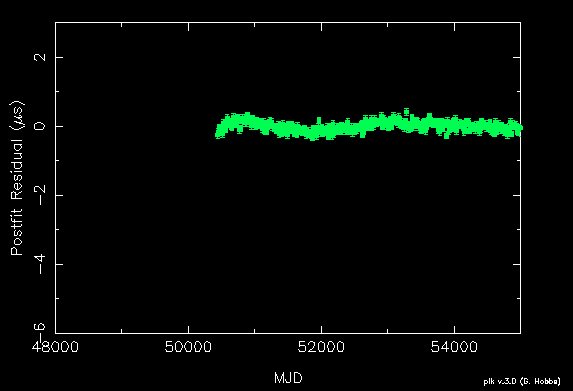 2
0
−2
−4
−6
Postfit Residual (μs)
48000 50000 52000 54000
MJD
plk v.3.0 (G. Hobbs)